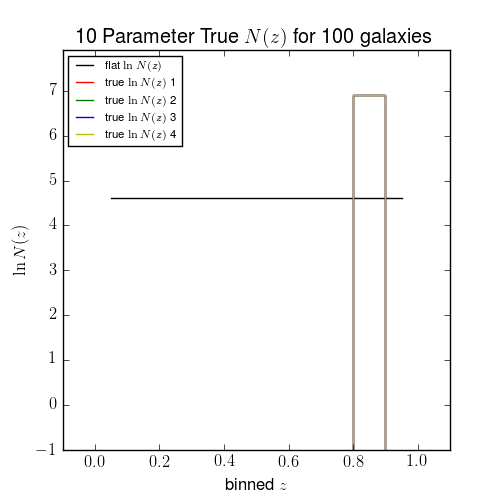 10 Parameter True N(z) for 100 galaxies
flat ln N(z)
true ln N(z) 1
true ln N(z) 2
true ln N(z) 3
true ln N(z) 4
7
6
5
4
3
2
1
0
−1
ln N(z)
0.0 0.2 0.4 0.6 0.8 1.0
binned z